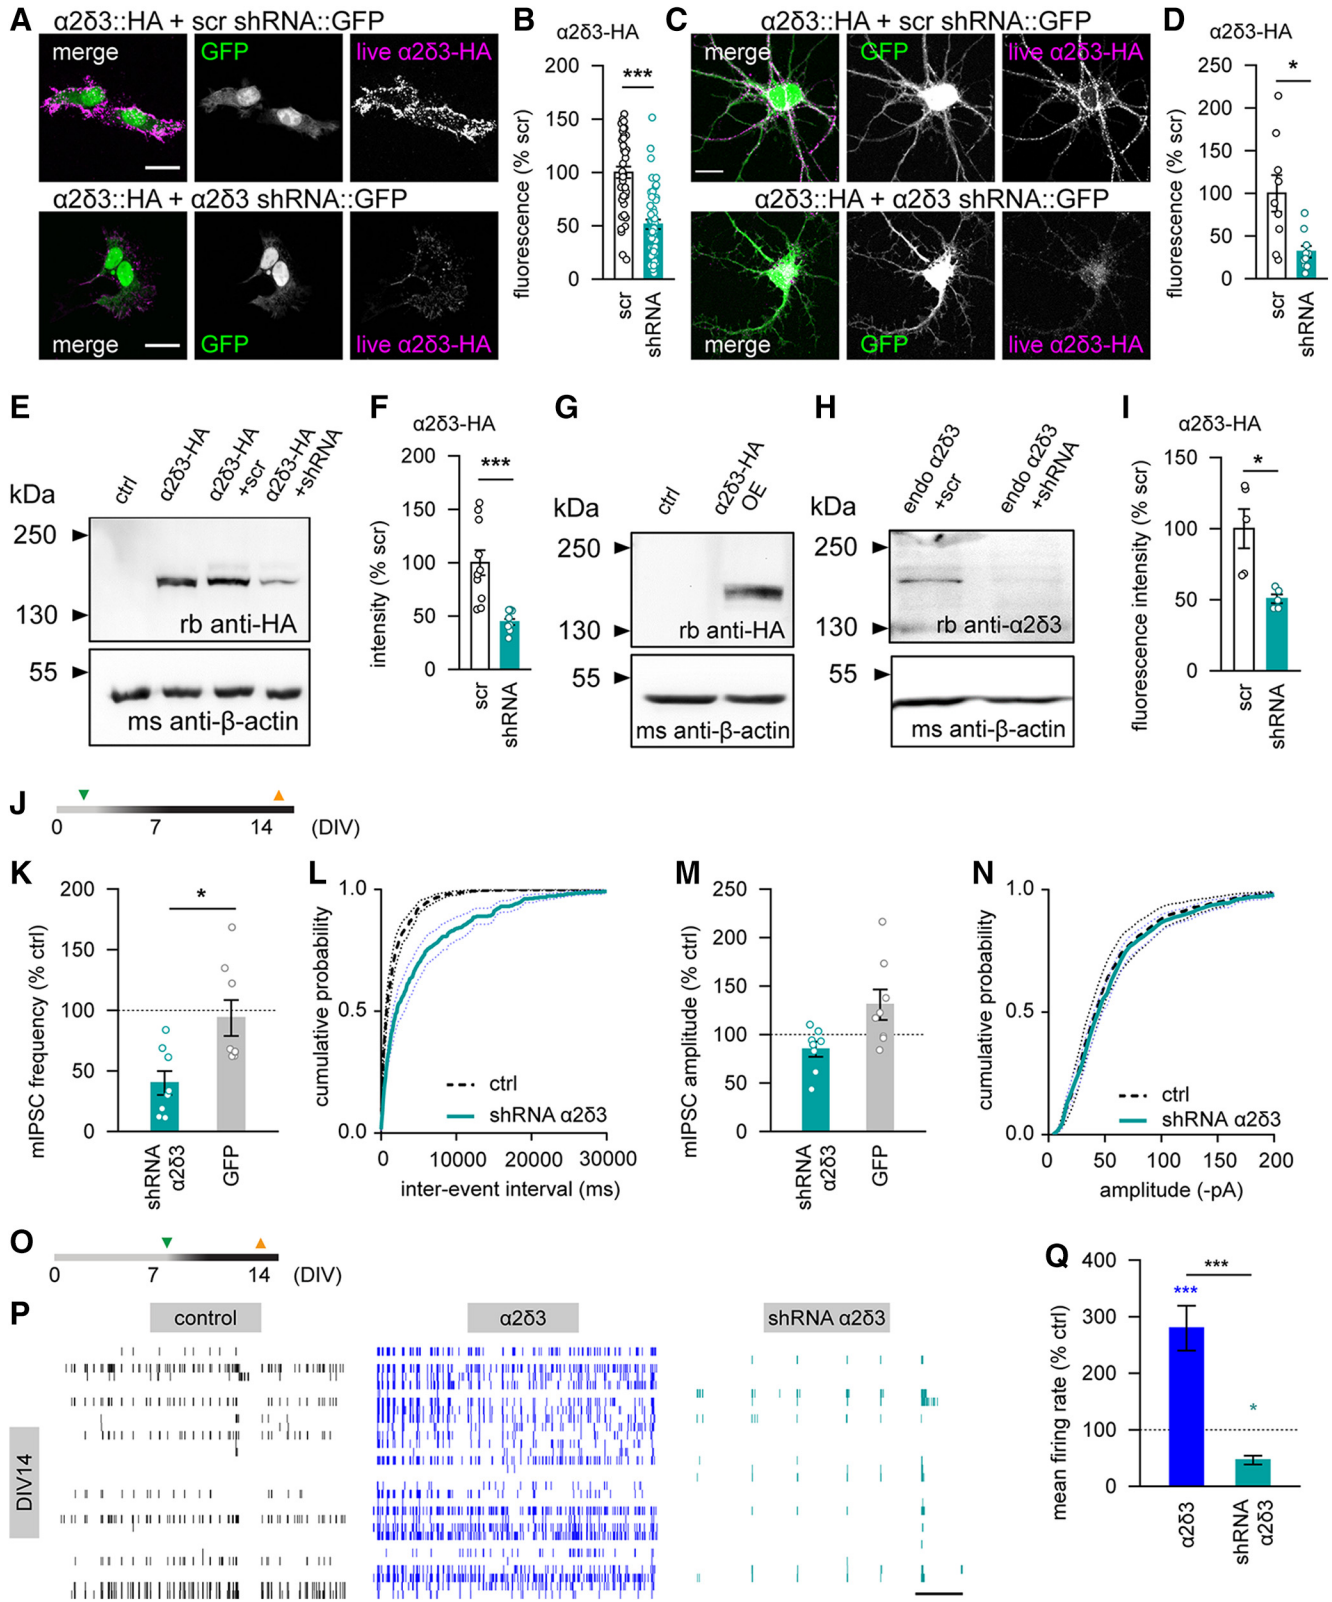 A
α2δ3::HA + scr shRNA::GFP
merge
GFP
live α2δ3-HA
α2δ3::HA + α2δ3 shRNA::GFP
merge
GFP
live α2δ3-HA
B
α2δ3-HA
***
fluorescence (% scr)
200
150
100
50
0
scr
shRNA
C
α2δ3::HA + scr shRNA::GFP
merge
GFP
live α2δ3-HA
α2δ3::HA + α2δ3 shRNA::GFP
merge
GFP
live α2δ3-HA
D
α2δ3-HA
*
fluorescence (% scr)
250
200
150
100
50
0
scr
shRNA
E
ctrl
α2δ3-HA
α2δ3-HA
+scr
α2δ3-HA
+shRNA
kDa
250
130
rb anti-HA
55
ms anti-β-actin
F
α2δ3-HA
***
intensity (% scr)
200
150
100
50
0
scr
shRNA
G
ctrl
α2δ3-HA
OE
kDa
250
130
rb anti-HA
55
ms anti-β-actin
H
endo α2δ3
+scr
endo α2δ3
+shRNA
kDa
250
130
rb anti-α2δ3
55
ms anti-β-actin
I
α2δ3-HA
*
fluorescence intensity (% scr)
150
100
50
0
scr
shRNA
J
0
7
14
(DIV)
K
*
mIPSC frequency (% ctrl)
200
150
100
50
0
shRNA
α2δ3
GFP
L
cumulative probability
1.0
0.5
0.0
ctrl
shRNA α2δ3
0
10000
20000
30000
inter-event interval (ms)
M
mIPSC amplitude (% ctrl)
250
200
150
100
50
0
shRNA
α2δ3
GFP
N
cumulative probability
1.0
0.5
0.0
ctrl
shRNA α2δ3
0
50
100
150
200
amplitude (-pA)
O
0
7
14
(DIV)
P
control
α2δ3
shRNA α2δ3
DIV14
Q
***
***
*
mean firing rate (% ctrl)
400
300
200
100
0
α2δ3
shRNA
α2δ3